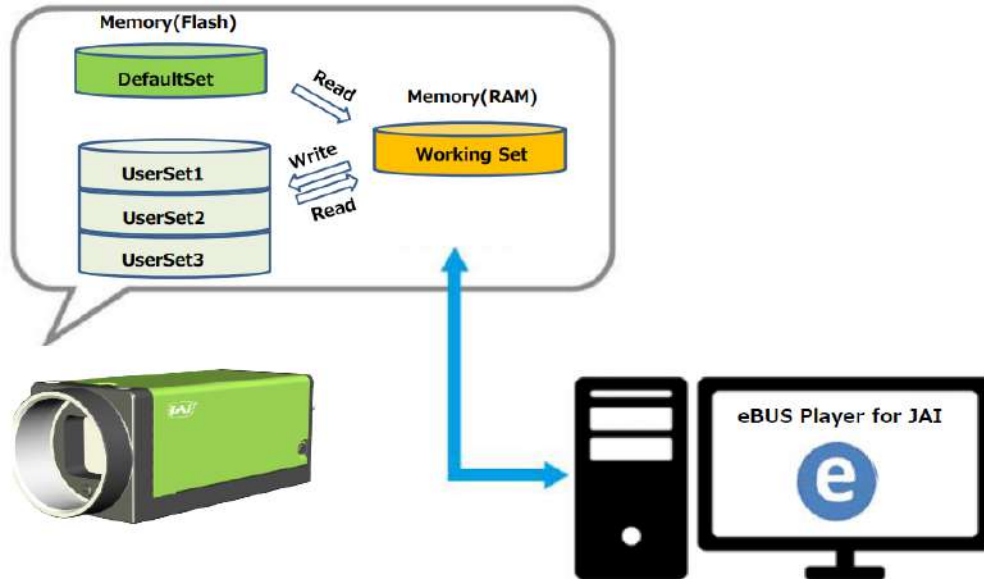 Memory(Flash)
DefaultSet
Read
Memory(RAM)
Working Set
Write
Read
UserSet1
UserSet2
UserSet3
JAI
eBUS Player for JAI
e